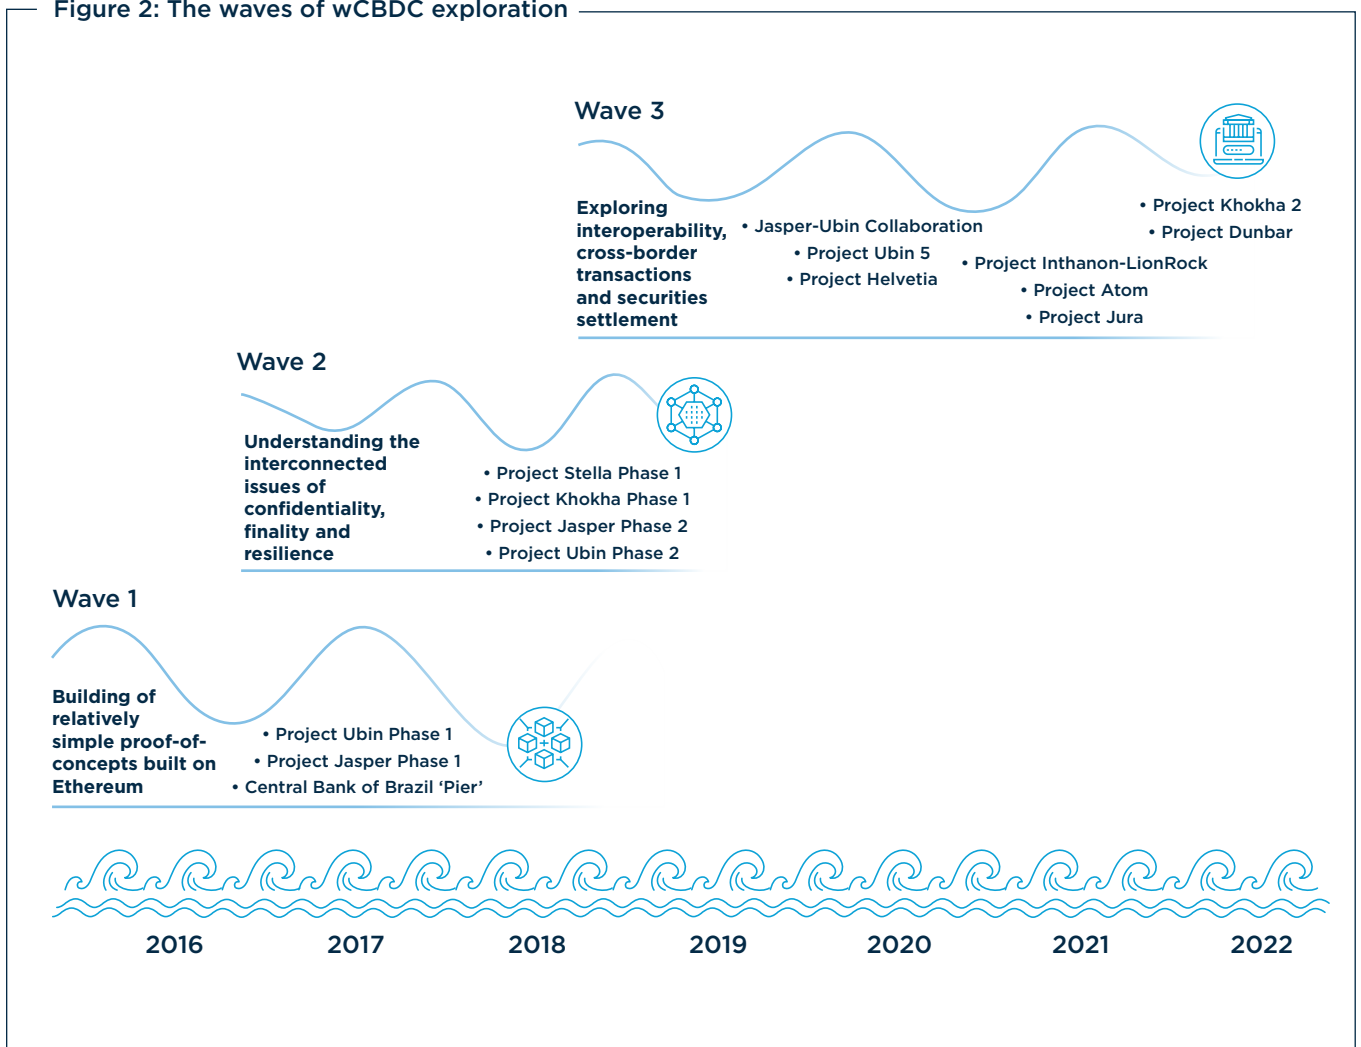 Figure 2: The waves of wCBDC exploration
Wave 3
Exploring
interoperability,
cross-border
transactions
and securities
settlement
• Jasper-Ubin Collaboration
• Project Ubin 5
• Project Helvetia
• Project Inthanon-LionRock
• Project Atom
• Project Jura
• Project Khokha 2
• Project Dunbar
Wave 2
Understanding the
interconnected
issues of
confidentiality,
finality and
resilience
• Project Stella Phase 1
• Project Khokha Phase 1
• Project Jasper Phase 2
• Project Ubin Phase 2
Wave 1
Building of
relatively
simple proof-of-
concepts built on
Ethereum
• Project Ubin Phase 1
• Project Jasper Phase 1
• Central Bank of Brazil ‘Pier’
2016 2017 2018 2019 2020 2021 2022